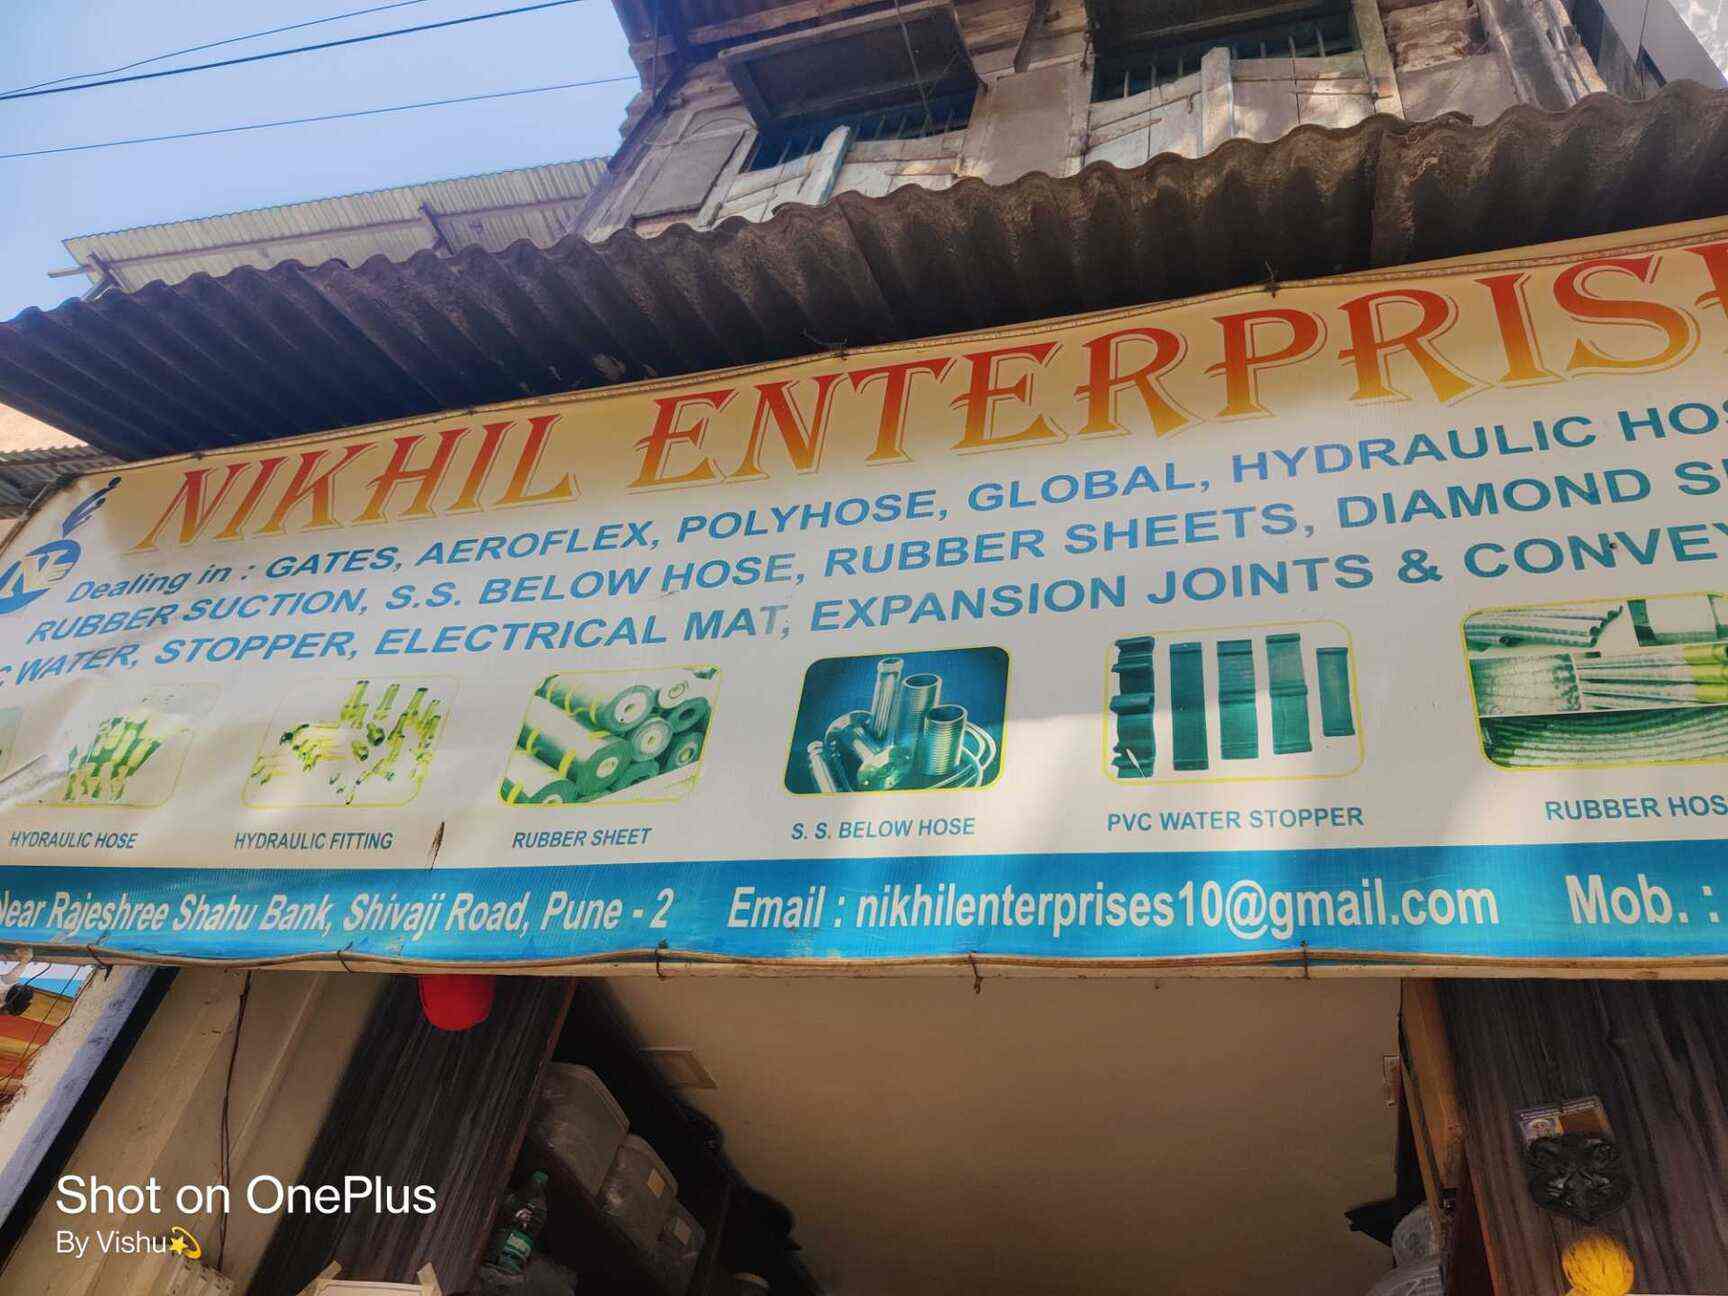 NIKHIL ENTERPRIS
NE
Dealing in : GATES, AEROFLEX, POLYHOSE, GLOBAL, HYDRAULIC HOS
RUBBER SUCTION, S.S. BELOW HOSE, RUBBER SHEETS, DIAMOND S
C WATER, STOPPER, ELECTRICAL MAT, EXPANSION JOINTS & CONVEY
HYDRAULIC HOSE
HYDRAULIC FITTING
RUBBER SHEET
S. S. BELOW HOSE
PVC WATER STOPPER
RUBBER HOS
Near Rajeshree Shahu Bank, Shivaji Road, Pune - 2 Email : nikhilenterprises10@gmail.com Mob. :
Shot on OnePlus
By Vishu💫